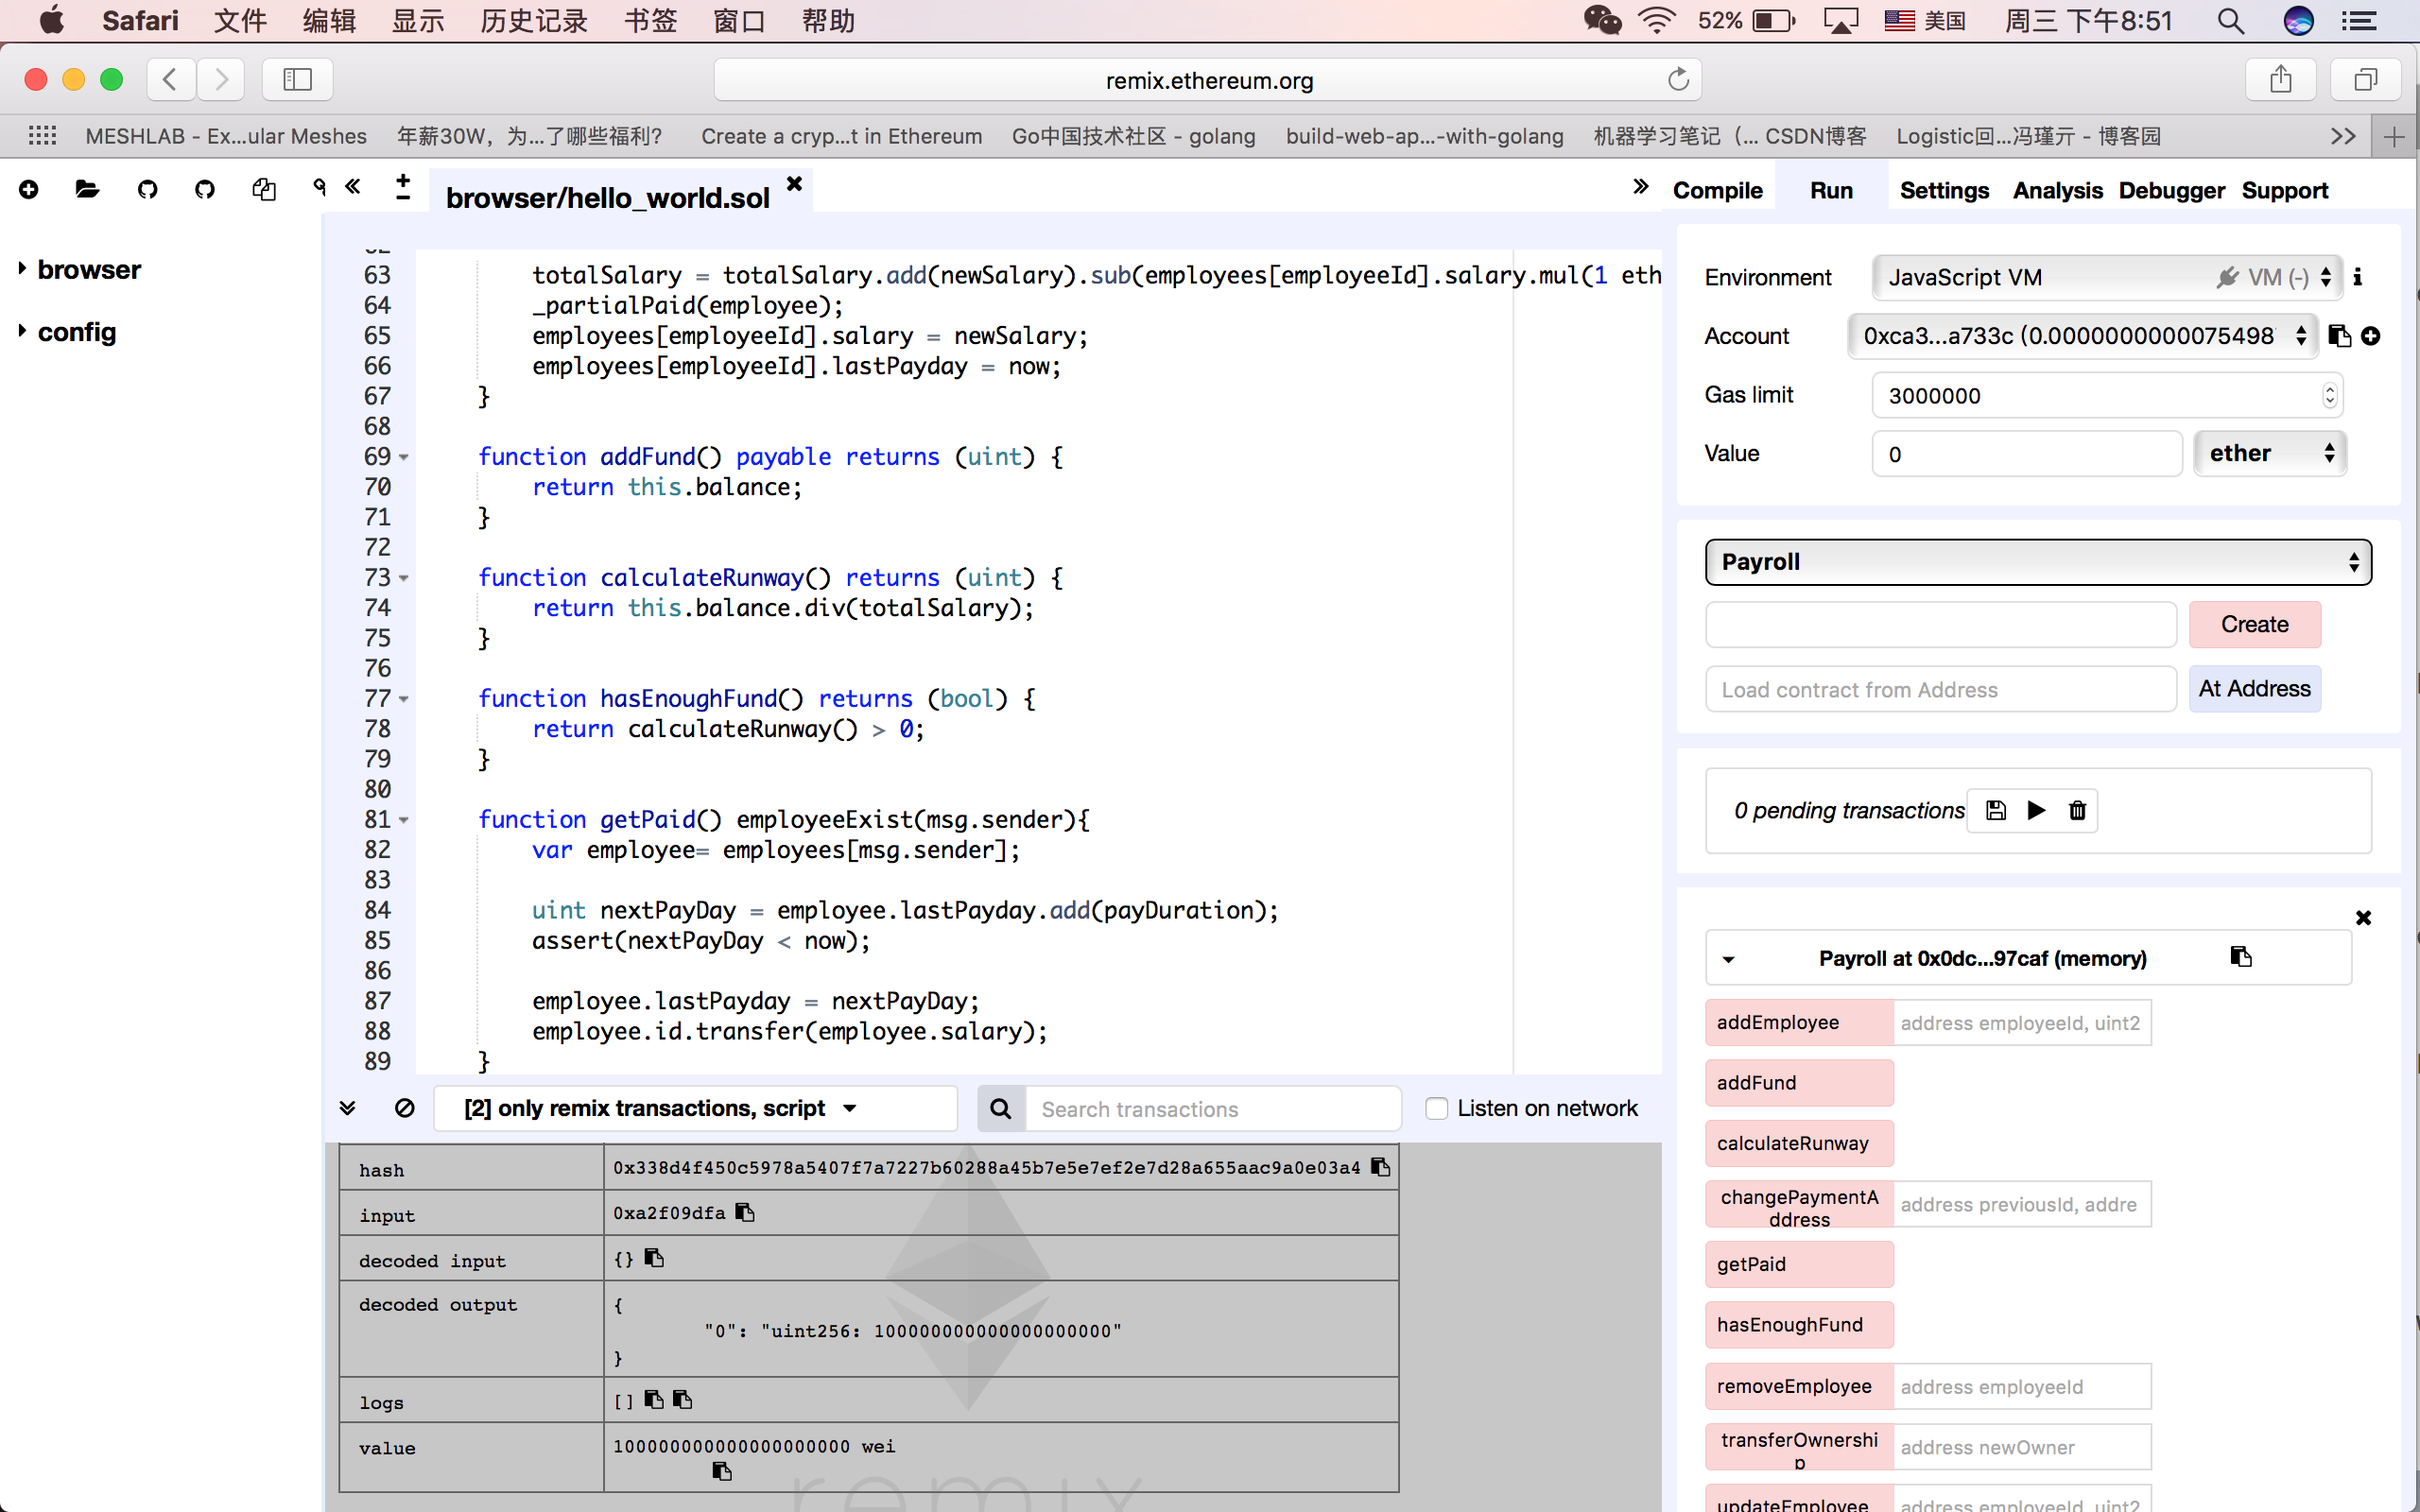 Safari 文件 编辑 显示 历史记录 书签 窗口 帮助 52% 美国 周三 下午8:51
remix.ethereum.org
MESHLAB - Ex...ular Meshes 年薪30W，为...了哪些福利? Create a cryp...t in Ethereum Go中国技术社区 - golang build-web-ap...-with-golang 机器学习笔记（... CSDN博客 Logistic回...冯瑾亓 - 博客园
browser/hello_world.sol
Compile Run Settings Analysis Debugger Support
browser
config
63 totalSalary = totalSalary.add(newSalary).sub(employees[employeeId].salary.mul(1 eth
64 _partialPaid(employee);
65 employees[employeeId].salary = newSalary;
66 employees[employeeId].lastPayday = now;
67 }
68
69 function addFund() payable returns (uint) {
70 return this.balance;
71 }
72
73 function calculateRunway() returns (uint) {
74 return this.balance.div(totalSalary);
75 }
76
77 function hasEnoughFund() returns (bool) {
78 return calculateRunway() > 0;
79 }
80
81 function getPaid() employeeExist(msg.sender){
82 var employee= employees[msg.sender];
83
84 uint nextPayDay = employee.lastPayday.add(payDuration);
85 assert(nextPayDay < now);
86
87 employee.lastPayday = nextPayDay;
88 employee.id.transfer(employee.salary);
89 }
[2] only remix transactions, script Search transactions Listen on network
hash 0x338d4f450c5978a5407f7a7227b60288a45b7e5e7ef2e7d28a655aac9a0e03a4
input 0xa2f09dfa
decoded input {}
decoded output {
"0": "uint256: 100000000000000000000"
}
logs []
value 100000000000000000000 wei
remix
Environment JavaScript VM VM (-)
Account 0xca3...a733c (0.0000000000075498
Gas limit 3000000
Value 0 ether
Payroll
Create
Load contract from Address At Address
0 pending transactions
Payroll at 0x0dc...97caf (memory)
addEmployee address employeeId, uint2
addFund
calculateRunway
changePaymentA
ddress address previousId, addre
getPaid
hasEnoughFund
removeEmployee address employeeId
transferOwnershi
p address newOwner
updateEmployee address employeeId, uint2